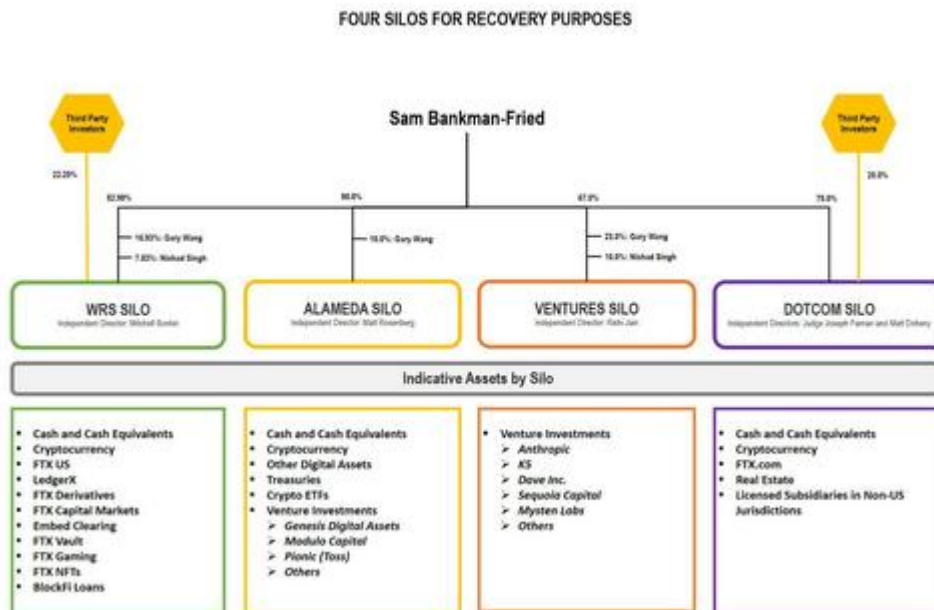 FOUR SILOS FOR RECOVERY PURPOSES
Third Party
Investors
Sam Bankman-Fried
Third Party
Investors
22.25%
20.0%
52.99%
90.0%
67.0%
75.0%
16.93%: Gary Wang
7.83%: Nishad Singh
10.0%: Gary Wang
23.0%: Gary Wang
10.0%: Nishad Singh
WRS SILO
Independent Director: Mitchell Sonkin
ALAMEDA SILO
Independent Director: Matt Rosenberg
VENTURES SILO
Independent Director: Rishi Jain
DOTCOM SILO
Independent Directors: Judge Joseph Farnan and Matt Doheny
Indicative Assets by Silo
• Cash and Cash Equivalents
• Cryptocurrency
• FTX US
• LedgerX
• FTX Derivatives
• FTX Capital Markets
• Embed Clearing
• FTX Vault
• FTX Gaming
• FTX NFTs
• BlockFi Loans
• Cash and Cash Equivalents
• Cryptocurrency
• Other Digital Assets
• Treasuries
• Crypto ETFs
• Venture Investments
➢ Genesis Digital Assets
➢ Modulo Capital
➢ Pionic (Toss)
➢ Others
• Venture Investments
➢ Anthropic
➢ K5
➢ Dave Inc.
➢ Sequoia Capital
➢ Mysten Labs
➢ Others
• Cash and Cash Equivalents
• Cryptocurrency
• FTX.com
• Real Estate
• Licensed Subsidiaries in Non-US
Jurisdictions